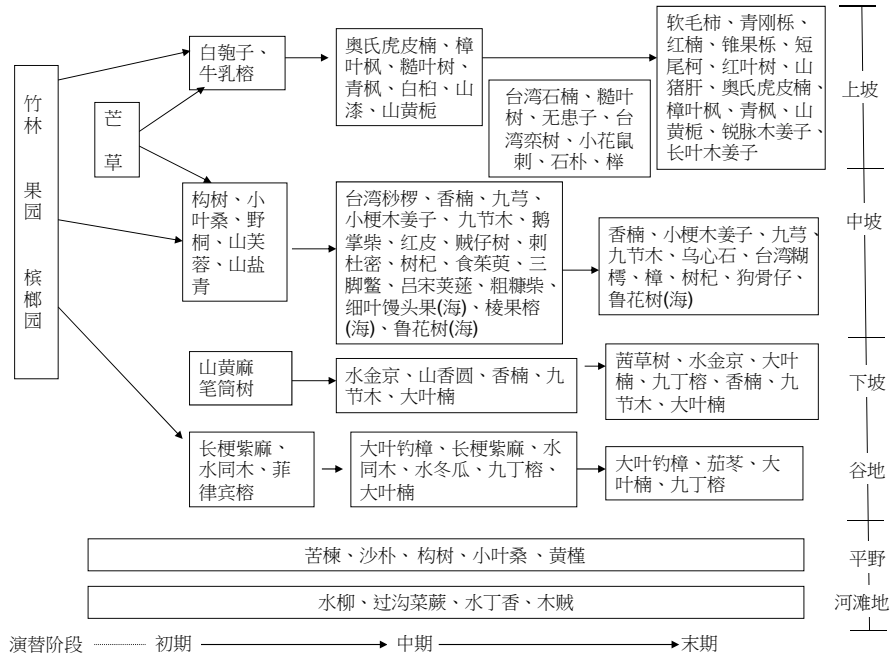 竹林
果园
槟榔园
芒草
白匏子、
牛乳榕
奥氏虎皮楠、樟
叶枫、糙叶树、
青枫、白桕、山
漆、山黄栀
台湾石楠、糙叶
树、无患子、台
湾栾树、小花鼠
刺、石朴、榉
软毛柿、青刚栎、
红楠、锥果栎、短
尾柯、红叶树、山
猪肝、奥氏虎皮楠、
樟叶枫、青枫、山
黄栀、锐脉木姜子、
长叶木姜子
上坡
构树、小
叶桑、野
桐、山芙
蓉、山盐
青
台湾桫椤、香楠、九芎、
小梗木姜子、九节木、鹅
掌柴、红皮、贼仔树、刺
杜密、树杞、食茱萸、三
脚鳖、吕宋荚蒾、粗糠柴、
细叶馒头果(海)、棱果榕
(海)、鲁花树(海)
香楠、小梗木姜子、九芎、
九节木、乌心石、台湾糊
樗、樟、树杞、狗骨仔、
鲁花树(海)
中坡
山黄麻
笔筒树
水金京、山香圆、香楠、九
节木、大叶楠
茜草树、水金京、大叶
楠、九丁榕、香楠、九
节木、大叶楠
下坡
长梗紫麻、
水同木、菲
律宾榕
大叶钓樟、长梗紫麻、水
同木、水冬瓜、九丁榕、
大叶楠
大叶钓樟、茄苳、大
叶楠、九丁榕
谷地
苦楝、沙朴、构树、小叶桑、黄槿
平野
水柳、过沟菜蕨、水丁香、木贼
河滩地
演替阶段 初期 中期 末期